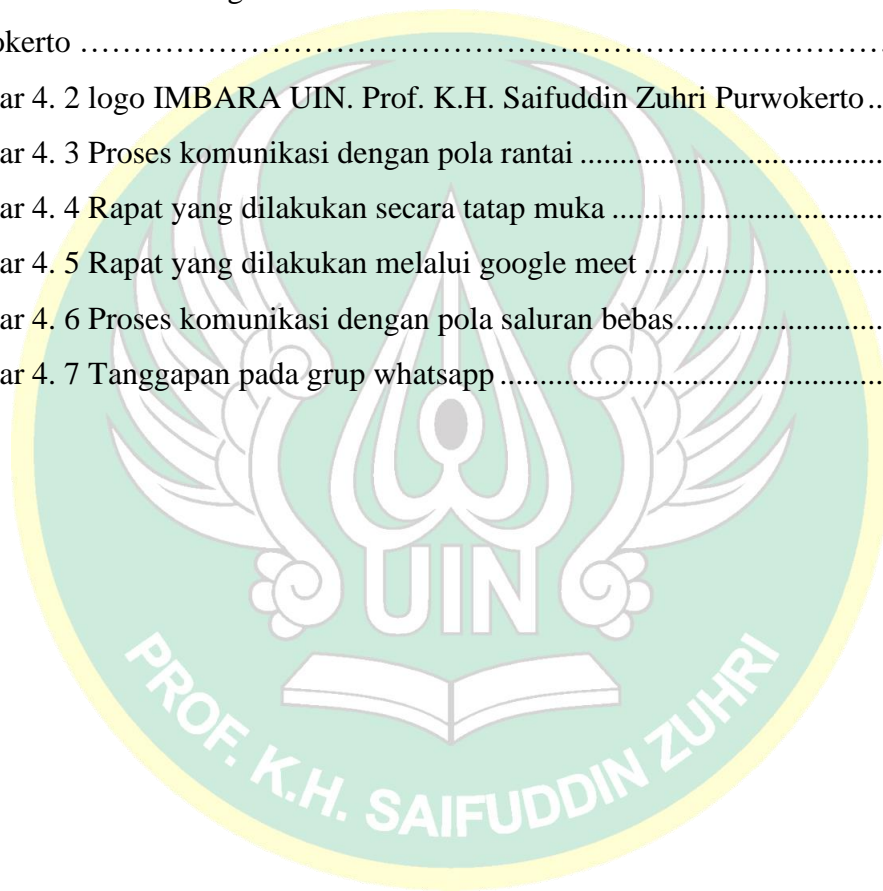 okerto ……………………………………………………………………
ar 4. 2 logo IMBARA UIN. Prof. K.H. Saifuddin Zuhri Purwokerto ..
ar 4. 3 Proses komunikasi dengan pola rantai ......................................
ar 4. 4 Rapat yang dilakukan secara tatap muka ..................................
ar 4. 5 Rapat yang dilakukan melalui google meet ..............................
ar 4. 6 Proses komunikasi dengan pola saluran bebas..........................
ar 4. 7 Tanggapan pada grup whatsapp ................................................
UIN
PROF. K.H. SAIFUDDIN ZUHRI